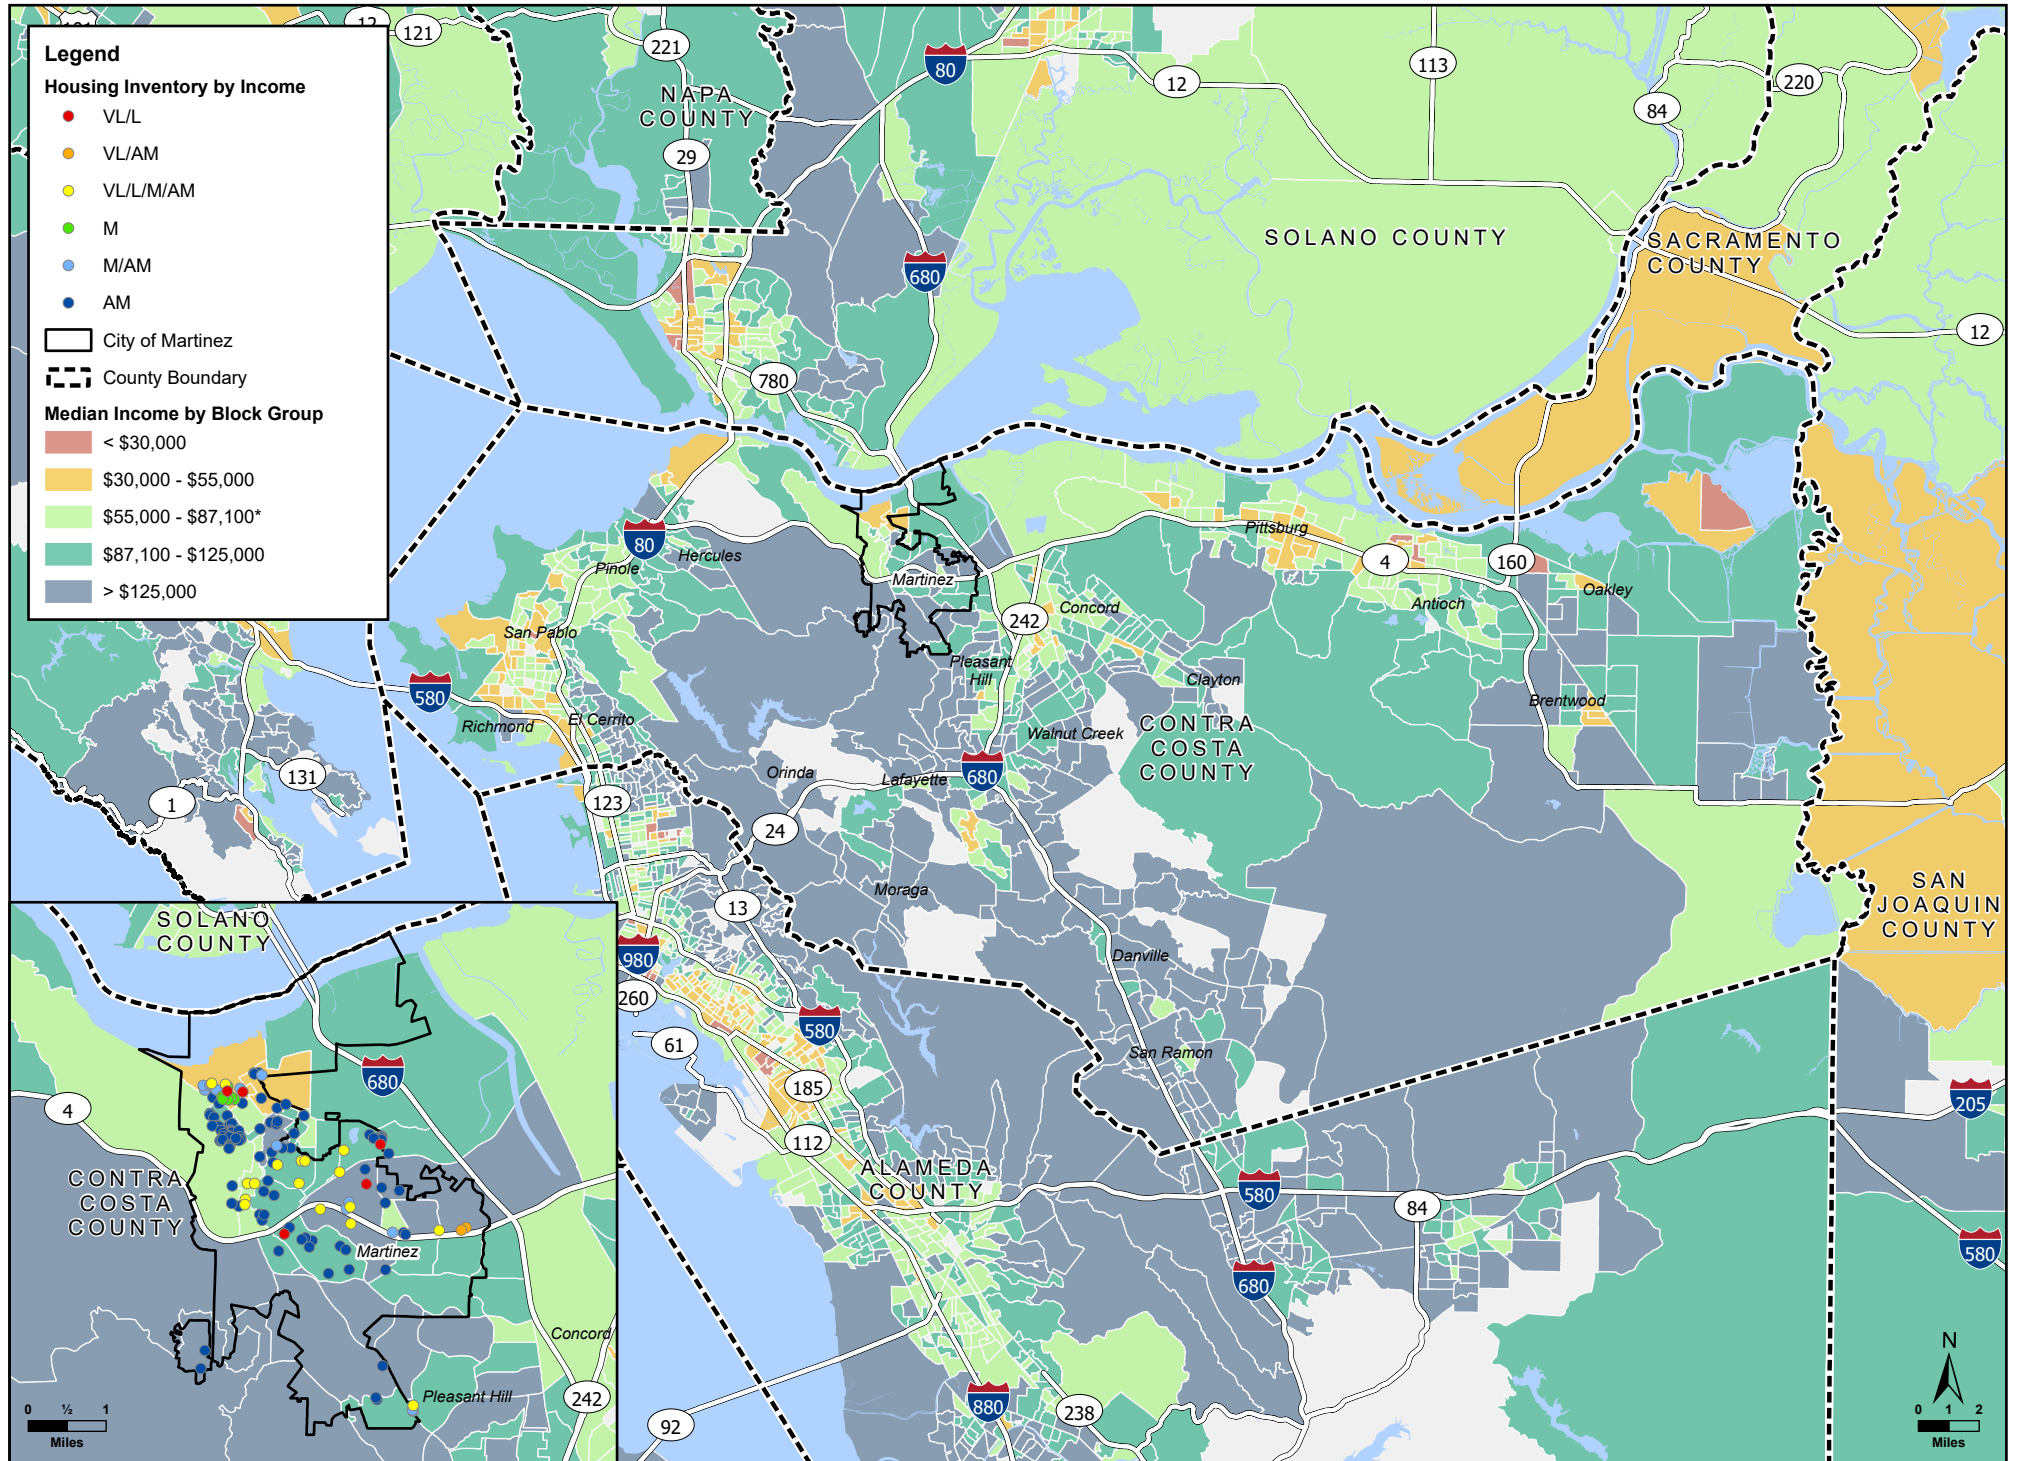 101
12
121
221
80
12
113
84
220
Legend
Housing Inventory by Income
VL/L
VL/AM
VL/L/M/AM
M
M/AM
AM
City of Martinez
County Boundary
Median Income by Block Group
< $30,000
$30,000 - $55,000
$55,000 - $87,100*
$87,100 - $125,000
> $125,000
NAPA
COUNTY
29
680
SOLANO COUNTY
SACRAMENTO
COUNTY
12
780
80
Hercules
Pinole
Martinez
Pittsburg
4
160
Oakley
Antioch
Concord
242
San Pablo
Pleasant
Hill
Clayton
580
Richmond
El Cerrito
Brentwood
Walnut Creek
CONTRA
COSTA
COUNTY
131
1
Orinda
Lafayette
680
123
24
Moraga
13
SAN
JOAQUIN
COUNTY
980
Danville
260
580
61
San Ramon
185
205
112
ALAMEDA
COUNTY
580
84
580
680
880
238
92
N
0 1 2
Miles
SOLANO
COUNTY
680
4
CONTRA
COSTA
COUNTY
Martinez
Concord
Pleasant Hill
242
0 ½ 1
Miles